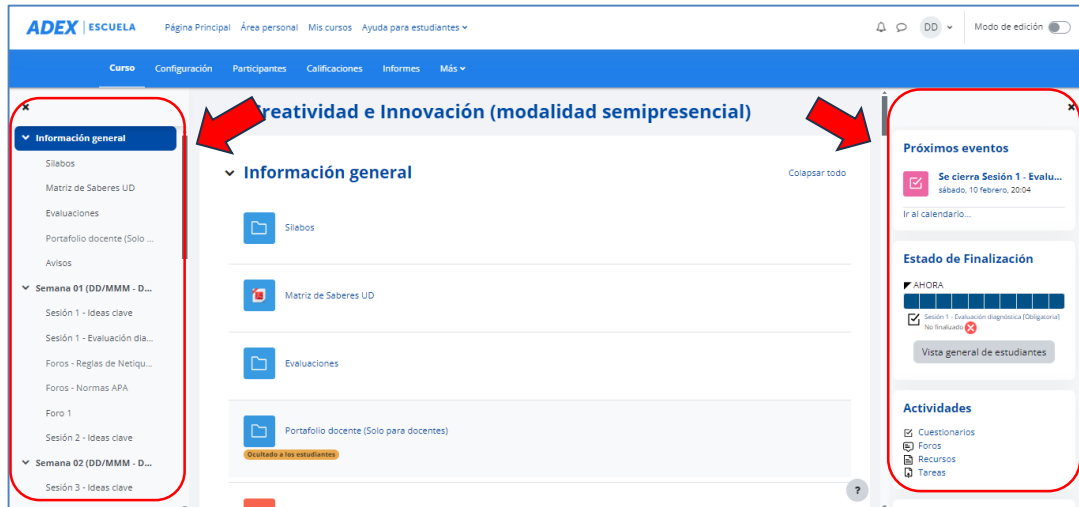 ADEX | ESCUELA
Página Principal Área personal Mis cursos Ayuda para estudiantes
DD
Modo de edición
Curso Configuración Participantes Calificaciones Informes Más
reatividad e Innovación (modalidad semipresencial)
Información general
Sílabos
Matriz de Saberes UD
Evaluaciones
Portafolio docente (Solo ...
Avisos
Semana 01 (DD/MMM - D...
Sesión 1 - Ideas clave
Sesión 1 - Evaluación dia...
Foros - Reglas de Netiqu...
Foros - Normas APA
Foro 1
Sesión 2 - Ideas clave
Semana 02 (DD/MMM - D...
Sesión 3 - Ideas clave
Información general
Colapsar todo
Sílabos
Matriz de Saberes UD
Evaluaciones
Portafolio docente (Solo para docentes)
Ocultado a los estudiantes
?
Próximos eventos
Se cierra Sesión 1 - Evalu...
sábado, 10 febrero, 20:04
Ir al calendario...
Estado de Finalización
AHORA
Sesión 1 - Evaluación diagnóstica [Obligatoria]
No finalizado
Vista general de estudiantes
Actividades
Cuestionarios
Foros
Recursos
Tareas